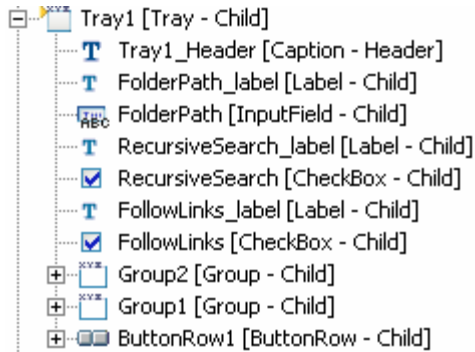 Tray1 [Tray - Child]
Tray1_Header [Caption - Header]
FolderPath_label [Label - Child]
FolderPath [InputField - Child]
RecursiveSearch_label [Label - Child]
RecursiveSearch [CheckBox - Child]
FollowLinks_label [Label - Child]
FollowLinks [CheckBox - Child]
Group2 [Group - Child]
Group1 [Group - Child]
ButtonRow1 [ButtonRow - Child]